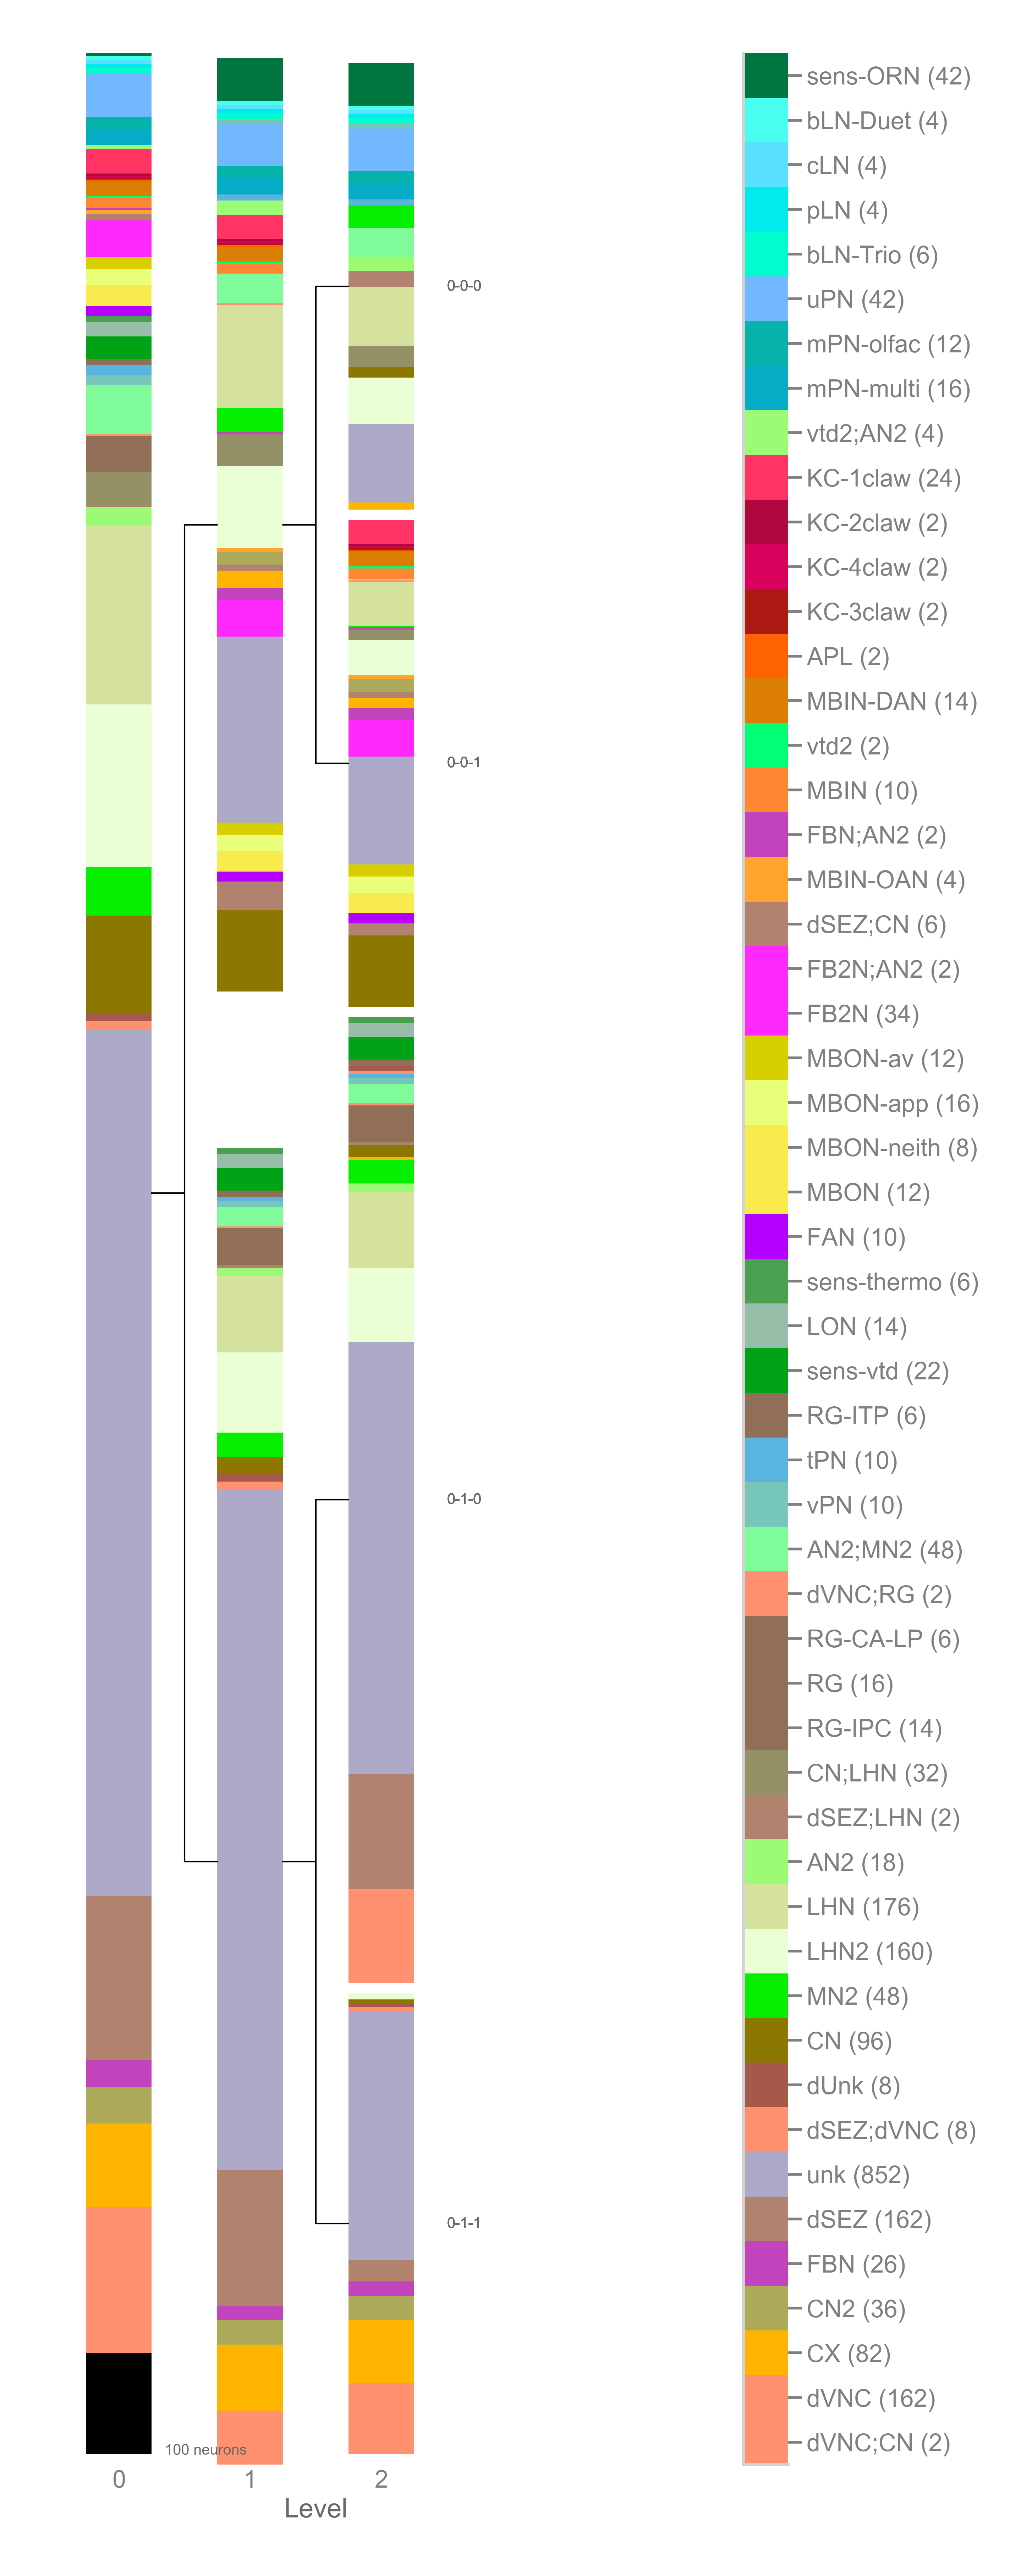 sens-ORN (42)
bLN-Duet (4)
cLN (4)
pLN (4)
bLN-Trio (6)
uPN (42)
mPN-olfac (12)
mPN-multi (16)
vtd2;AN2 (4)
KC-1claw (24)
KC-2claw (2)
KC-4claw (2)
KC-3claw (2)
APL (2)
MBIN-DAN (14)
vtd2 (2)
MBIN (10)
FBN;AN2 (2)
MBIN-OAN (4)
dSEZ;CN (6)
FB2N;AN2 (2)
FB2N (34)
MBON-av (12)
MBON-app (16)
MBON-neith (8)
MBON (12)
FAN (10)
sens-thermo (6)
LON (14)
sens-vtd (22)
RG-ITP (6)
tPN (10)
vPN (10)
AN2;MN2 (48)
dVNC;RG (2)
RG-CA-LP (6)
RG (16)
RG-IPC (14)
CN;LHN (32)
dSEZ;LHN (2)
AN2 (18)
LHN (176)
LHN2 (160)
MN2 (48)
CN (96)
dUnk (8)
dSEZ;dVNC (8)
unk (852)
dSEZ (162)
FBN (26)
CN2 (36)
CX (82)
dVNC (162)
dVNC;CN (2)
0-0-0
0-0-1
0-1-0
0-1-1
100 neurons
0 1 2
Level